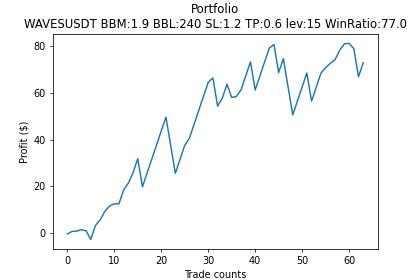 Portfolio
WAVESUSDT BBM:1.9 BBL:240 SL:1.2 TP:0.6 lev:15 WinRatio:77.0
80
60
40
20
0
Profit ($)
0 10 20 30 40 50 60
Trade counts